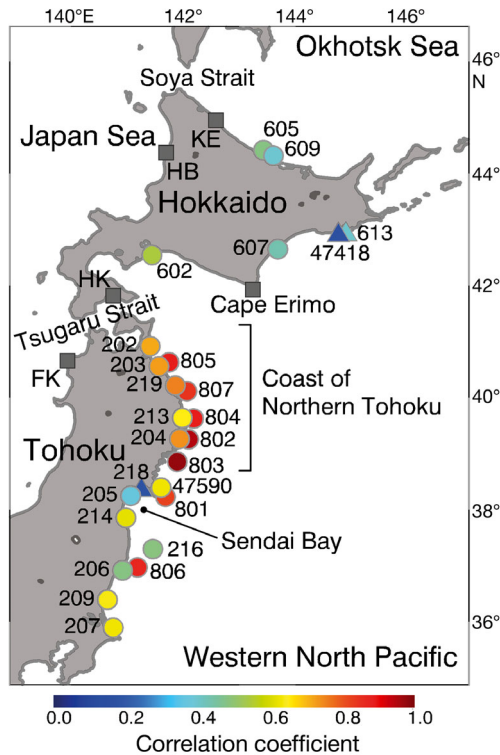 140°E 142° 144° 146°
Okhotsk Sea
46°
N
Soya Strait
605
Japan Sea
KE
609
HB
44°
Hokkaido
613
607
47418
602
HK
42°
Cape Erimo
Tsugaru Strait
202
805
FK
203
219
807
Coast of
Northern Tohoku
40°
213
804
204
802
Tohoku
803
218
47590
205
801
38°
214
Sendai Bay
216
206
806
209
36°
207
Western North Pacific
0.0 0.2 0.4 0.6 0.8 1.0
Correlation coefficient